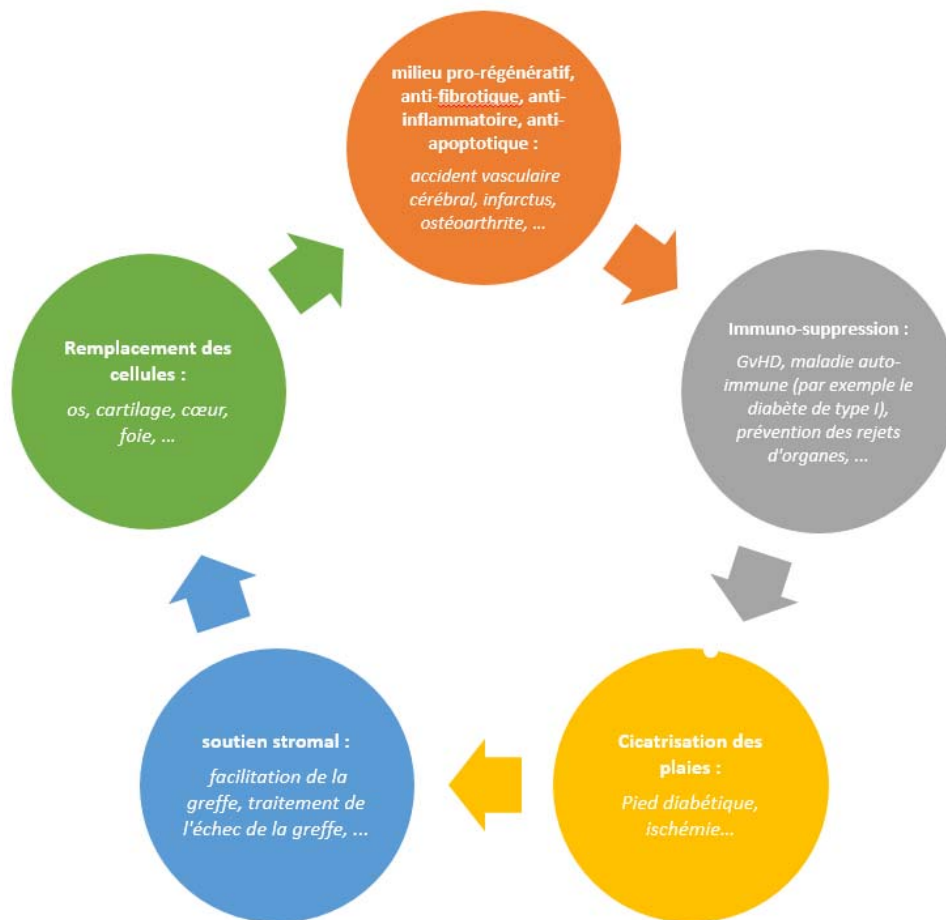 milieu pro-régénératif,
anti-fibrotique, anti-
inflammatoire, anti-
apoptotique :
accident vasculaire
cérébral, infarctus,
ostéoarthrite, ...
Immuno-suppression :
GvHD, maladie auto-
immune (par exemple le
diabète de type I),
prévention des rejets
d'organes, ...
Cicatrisation des
plaies :
Pied diabétique,
ischémie...
soutien stromal :
facilitation de la
greffe, traitement de
l'échec de la greffe, ...
Remplacement des
cellules :
os, cartilage, cœur,
foie, ...